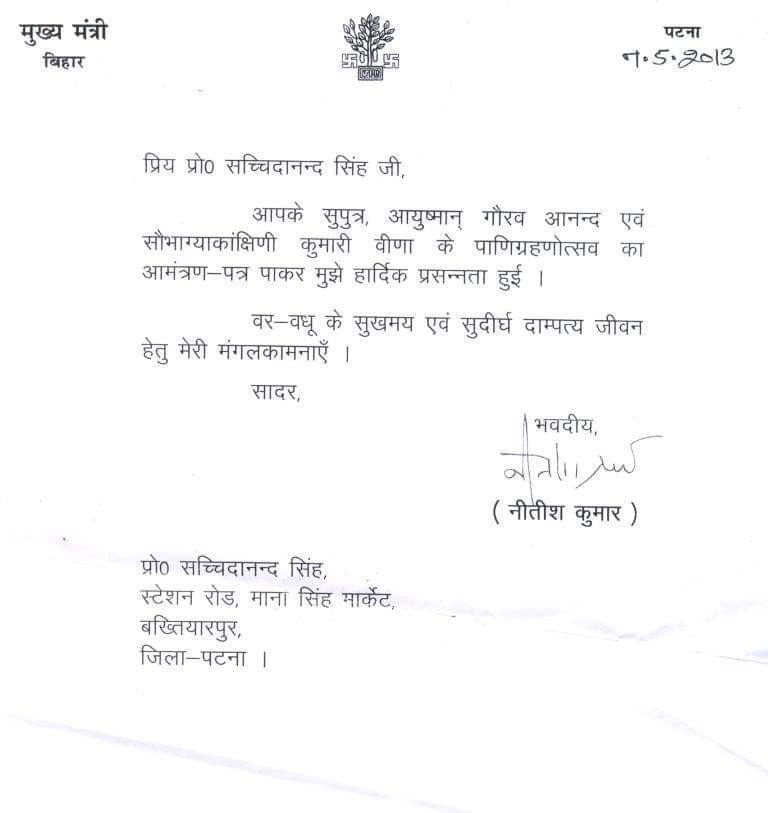 मुख्य मंत्री
बिहार
पटना
7.5.2013
प्रिय प्रो0 सच्चिदानन्द सिंह जी,
आपके सुपुत्र, आयुष्मान् गौरव आनन्द एवं
सौभाग्याकांक्षिणी कुमारी वीणा के पाणिग्रहणोत्सव का
आमंत्रण–पत्र पाकर मुझे हार्दिक प्रसन्नता हुई ।
वर–वधू के सुखमय एवं सुदीर्घ दाम्पत्य जीवन
हेतु मेरी मंगलकामनाएँ ।
सादर,
भवदीय,
( नीतीश कुमार )
प्रो0 सच्चिदानन्द सिंह,
स्टेशन रोड, माना सिंह मार्केट,
बख्तियारपुर,
जिला–पटना ।